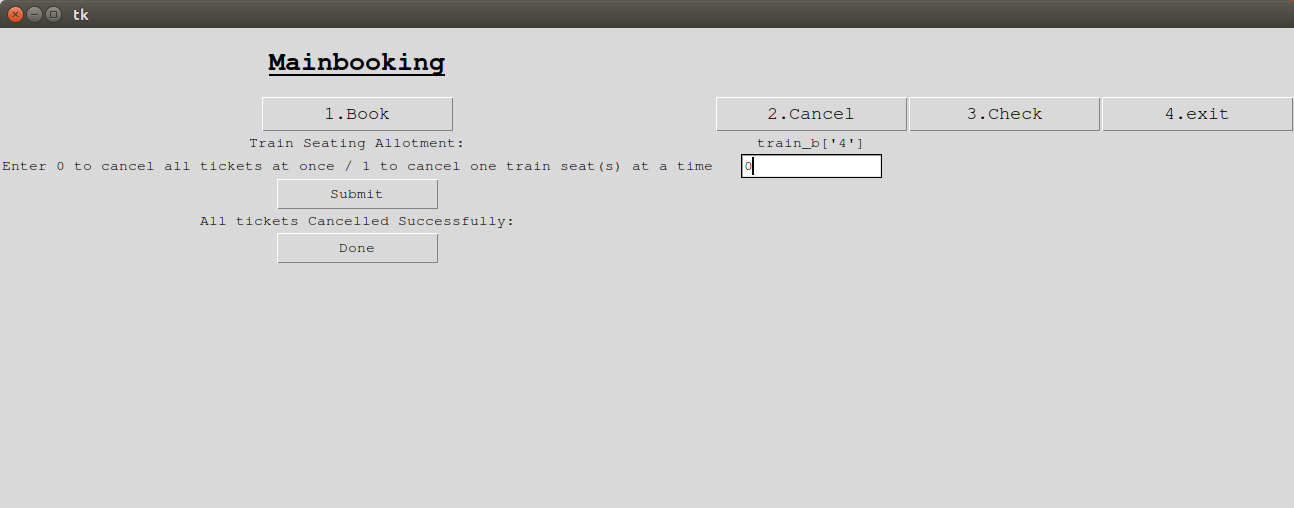 tk
Mainbooking
1.Book 2.Cancel 3.Check 4.exit
Train Seating Allotment: train_b['4']
Enter 0 to cancel all tickets at once / 1 to cancel one train seat(s) at a time 0
Submit
All tickets Cancelled Successfully:
Done